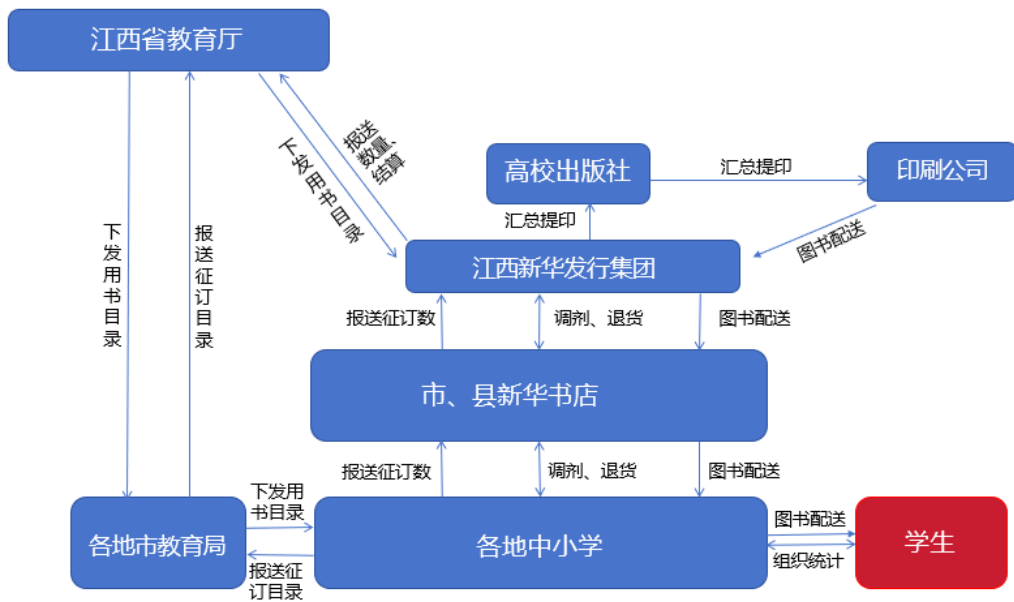 江西省教育厅
下发用书目录
报送征订目录
下发用书目录
报送
数量、
结算
高校出版社
汇总提印
印刷公司
汇总提印
图书配送
江西新华发行集团
报送征订数
调剂、退货
图书配送
市、县新华书店
报送征订数
调剂、退货
图书配送
下发用
书目录
各地市教育局
报送征
订目录
各地中小学
图书配送
组织统计
学生